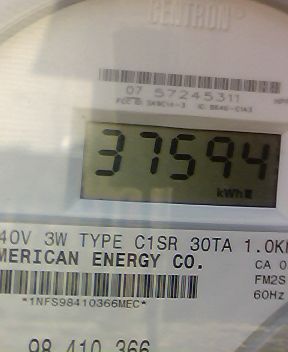 CENTRON®
07 57245311
37594
kWh
40V 3W TYPE C1SR 30TA 1.0K
MERICAN ENERGY CO.
CA 0
FM2S
60Hz
*1NFS98410366MEC*
98 410 366